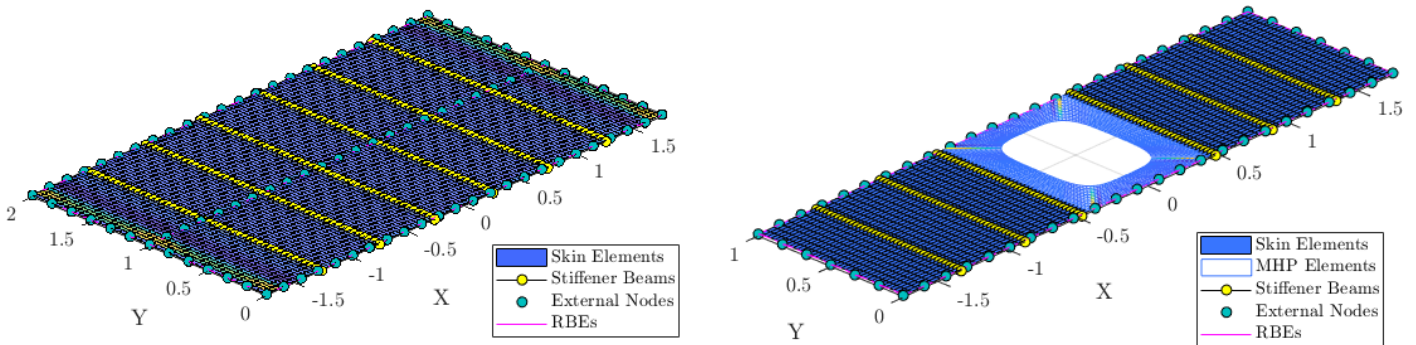 2
1.5
1
0.5
0
Y
-1.5
-1
-0.5
0
0.5
1
1.5
X
Skin Elements
Stiffener Beams
External Nodes
RBEs
1
0.5
0
Y
-1.5
-1
-0.5
0
0.5
1
1.5
X
Skin Elements
MHP Elements
Stiffener Beams
External Nodes
RBEs